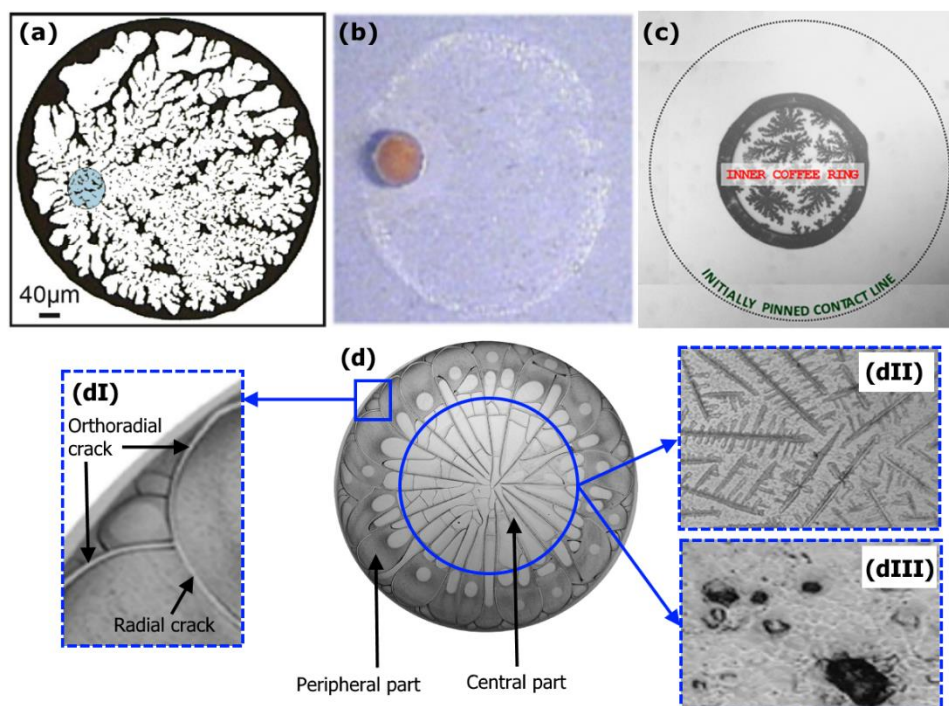 (a)
40μm
(b)
(c)
INNER COFFEE RING
INITIALLY PINNED CONTACT LINE
(dI)
Orthoradial
crack
Radial crack
(d)
Peripheral part
Central part
(dII)
(dIII)